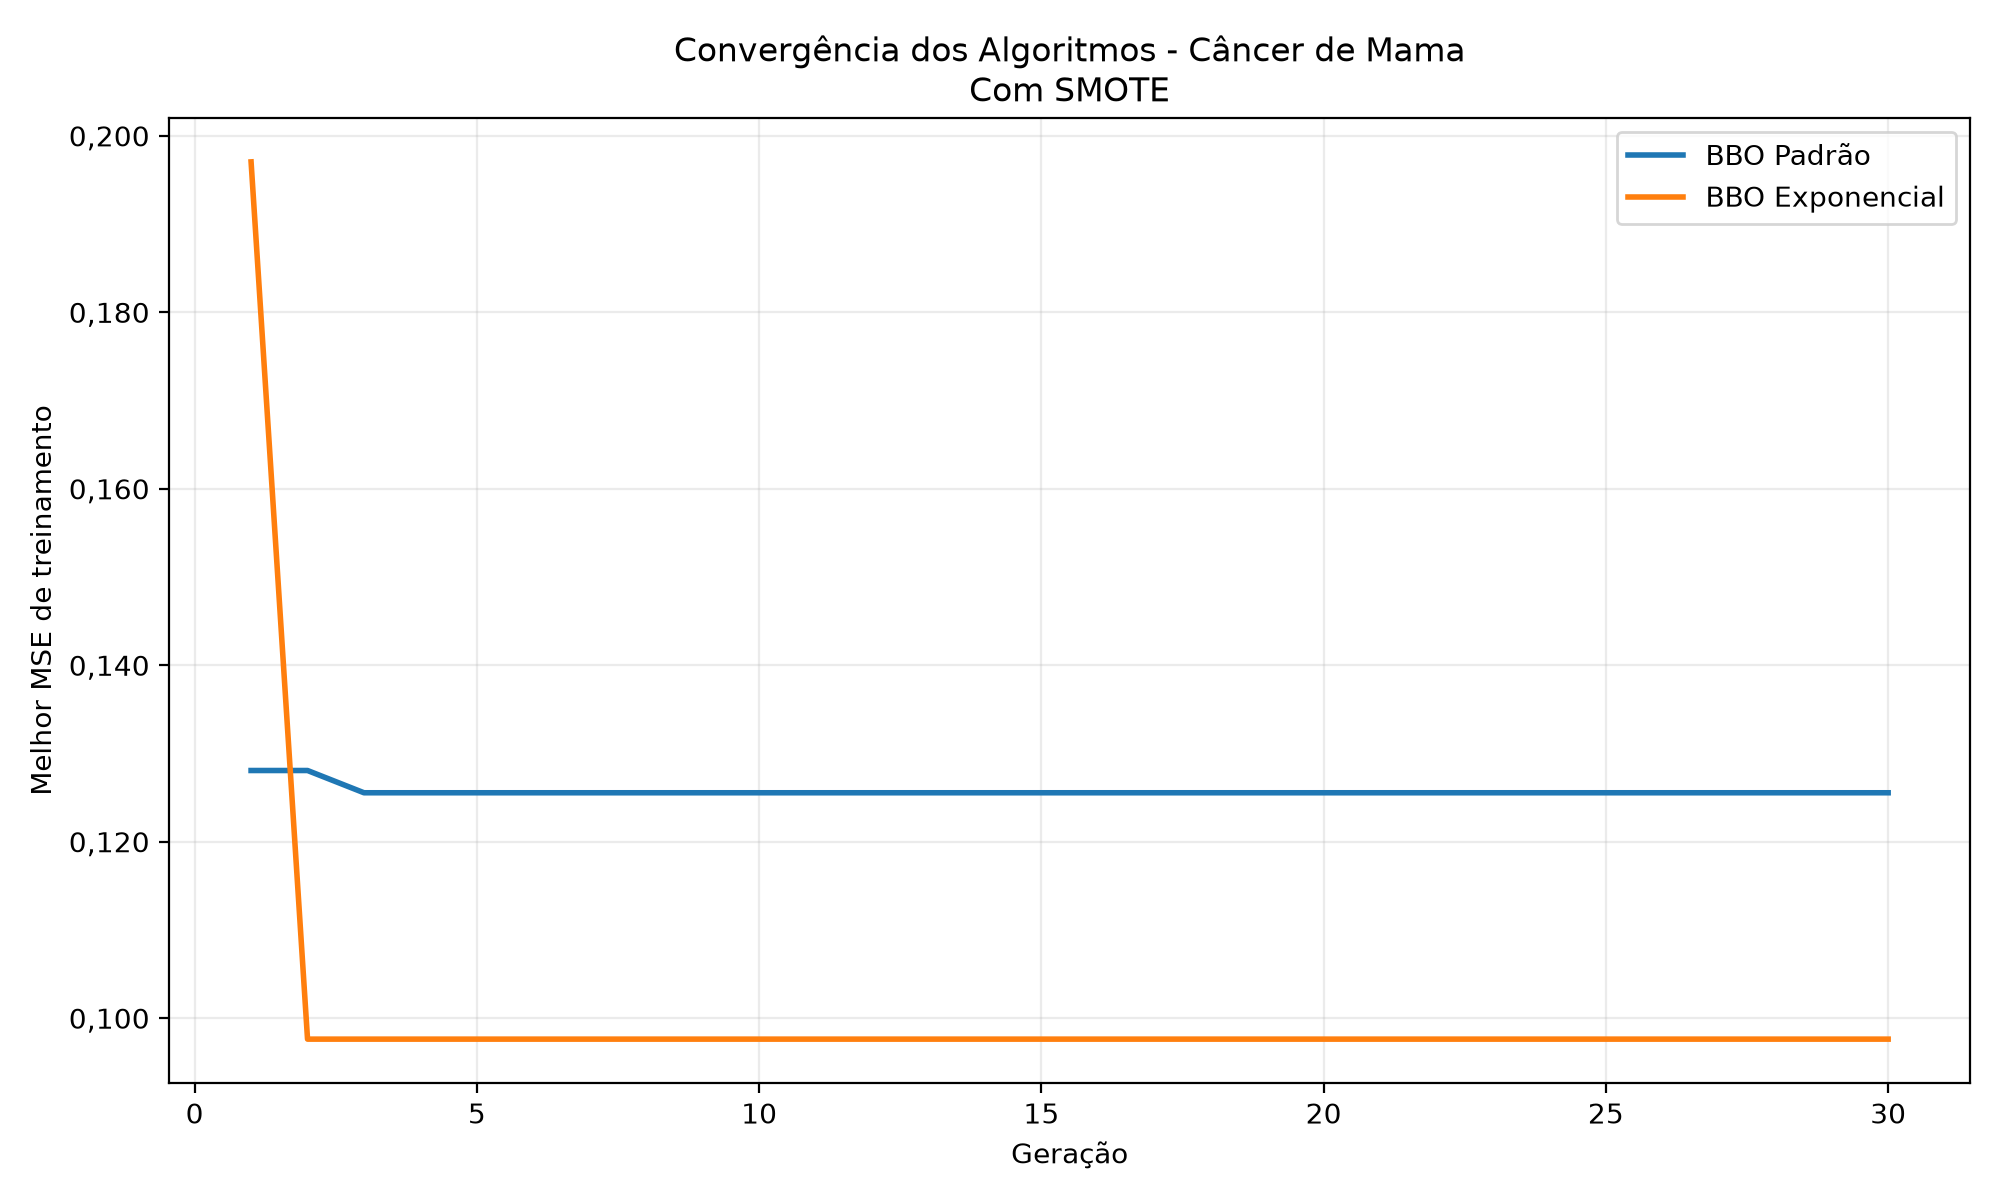 Convergência dos Algoritmos - Câncer de Mama
Com SMOTE
BBO Padrão
BBO Exponencial
Melhor MSE de treinamento
0,200
0,180
0,160
0,140
0,120
0,100
0 5 10 15 20 25 30
Geração